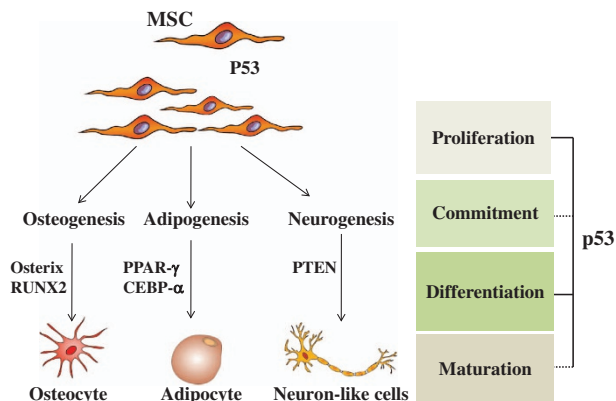 MSC
P53
Osteogenesis
Adipogenesis
Neurogenesis
Osterix
RUNX2
PPAR-γ
CEBP-α
PTEN
Osteocyte
Adipocyte
Neuron-like cells
Proliferation
Commitment
Differentiation
Maturation
p53